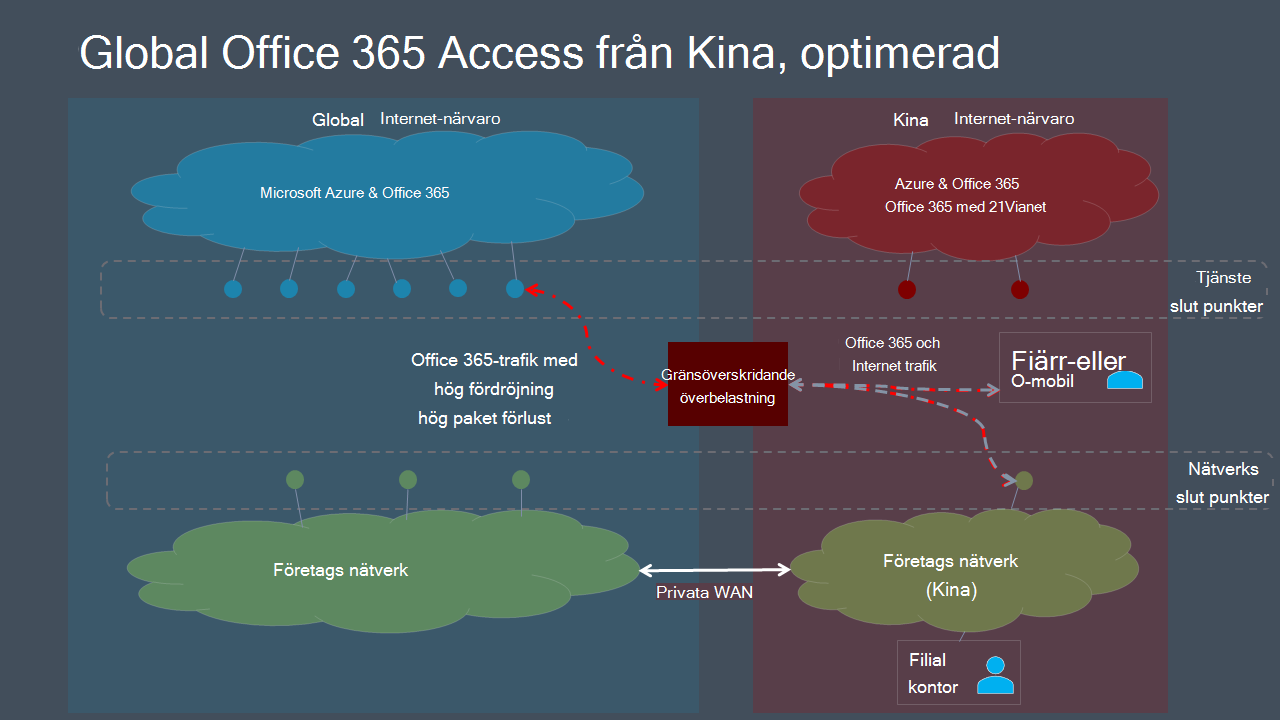 Global Office 365 Access från Kina, optimerad
Global Internet-närvaro
Kina Internet-närvaro
Microsoft Azure & Office 365
Azure & Office 365
Office 365 med 21Vianet
Tjänste
slut punkter
Office 365-trafik med
hög fördröjning
hög paket förlust
Gränsöverskridande
överbelastning
Office 365 och
Internet trafik
Fiärr-eller
O-mobil
Nätverks
slut punkter
Företags nätverk
Privata WAN
Företags nätverk
(Kina)
Filial
kontor